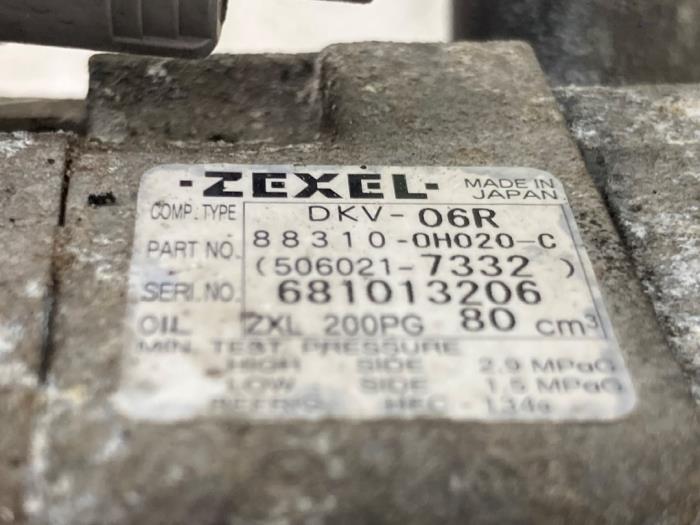 ·ZEXEL· MADE IN JAPAN
COMP. TYPE DKV-06R
PART NO. 88310-0H020-C
(506021-7332)
SERI. NO. 681013206
OIL ZXL 200PG 80 cm³
MIN. TEST PRESSURE
HIGH SIDE 2.9 MPaG
LOW SIDE 1.5 MPaG
REFRIG. HFC-134a